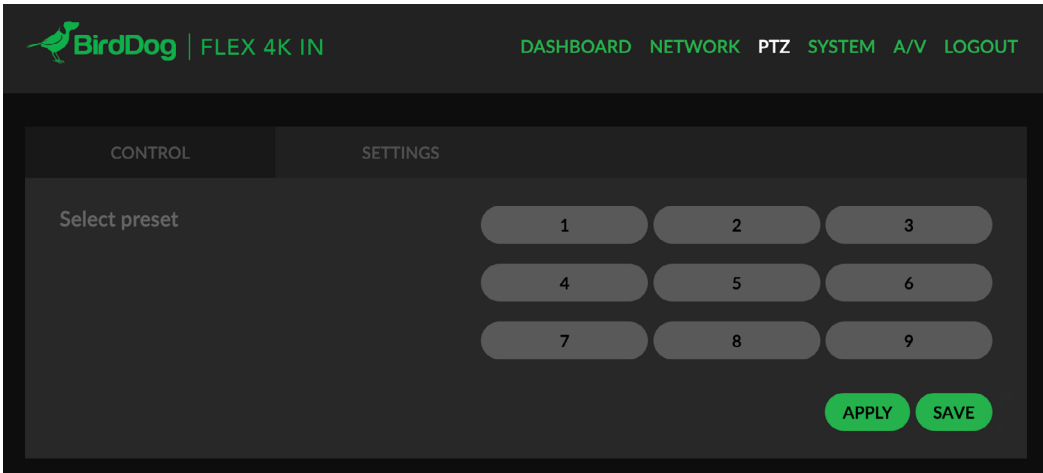 BirdDog | FLEX 4K IN
DASHBOARD NETWORK PTZ SYSTEM A/V LOGOUT
CONTROL SETTINGS
Select preset
1 2 3
4 5 6
7 8 9
APPLY SAVE